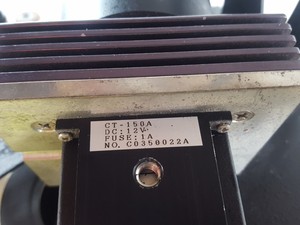 CT-150A
DC:12V
FUSE:1A
NO. C0350022A